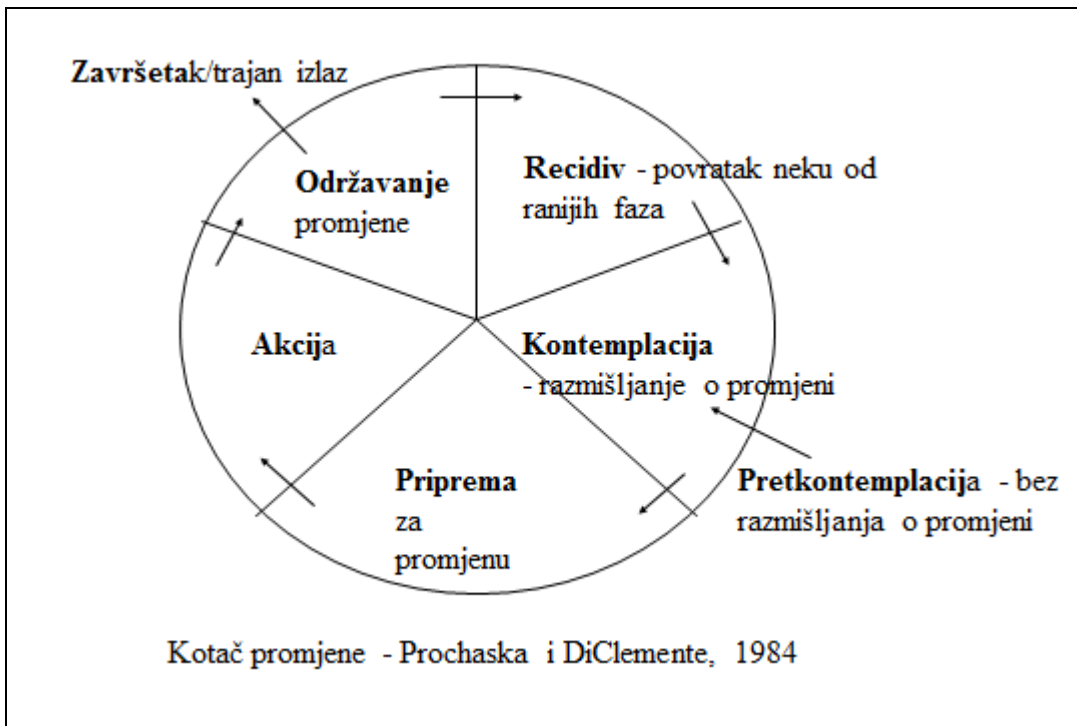 Završetak/trajan izlaz
Održavanje
promjene
Recidiv - povratak neku od
ranijih faza
Akcija
Kontemplacija
- razmišljanje o promjeni
Priprema
za
promjenu
Pretkontemplacija - bez
razmišljanja o promjeni
Kotač promjene - Prochaska i DiClemente, 1984